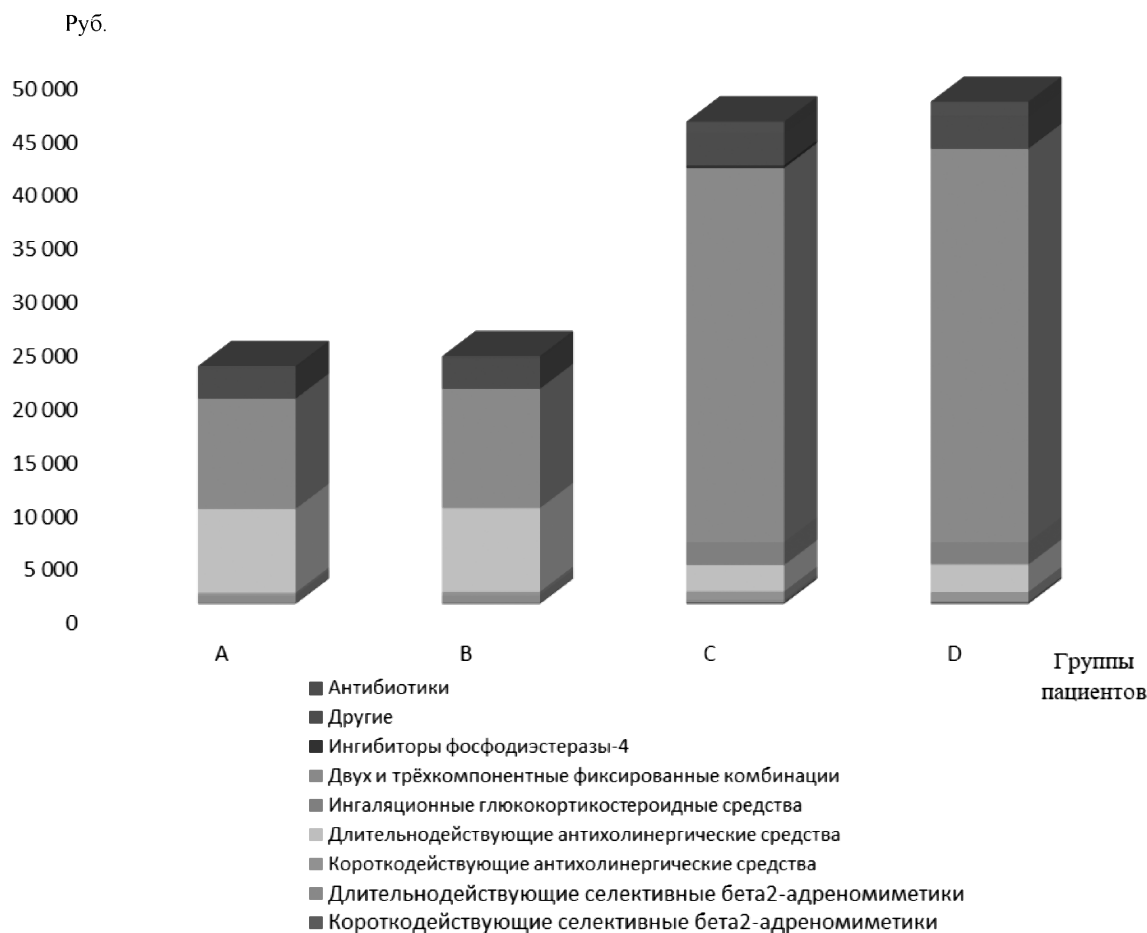 Руб.
50 000
45 000
40 000
35 000
30 000
25 000
20 000
15 000
10 000
5 000
0
A
B
C
D
Группы
пациентов
Антибиотики
Другие
Ингибиторы фосфодиэстеразы-4
Двух и трёхкомпонентные фиксированные комбинации
Ингаляционные глюкокортикостероидные средства
Длительнодействующие антихолинергические средства
Короткодействующие антихолинергические средства
Длительнодействующие селективные бета2-адреномиметики
Короткодействующие селективные бета2-адреномиметики